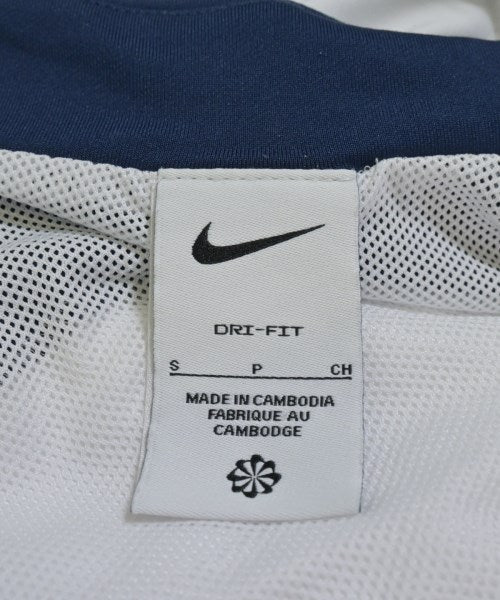 DRI-FIT
S P CH
MADE IN CAMBODIA
FABRIQUE AU
CAMBODGE